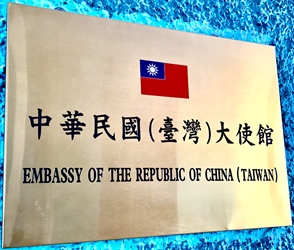 中華民國(臺灣)大使館
EMBASSY OF THE REPUBLIC OF CHINA (TAIWAN)